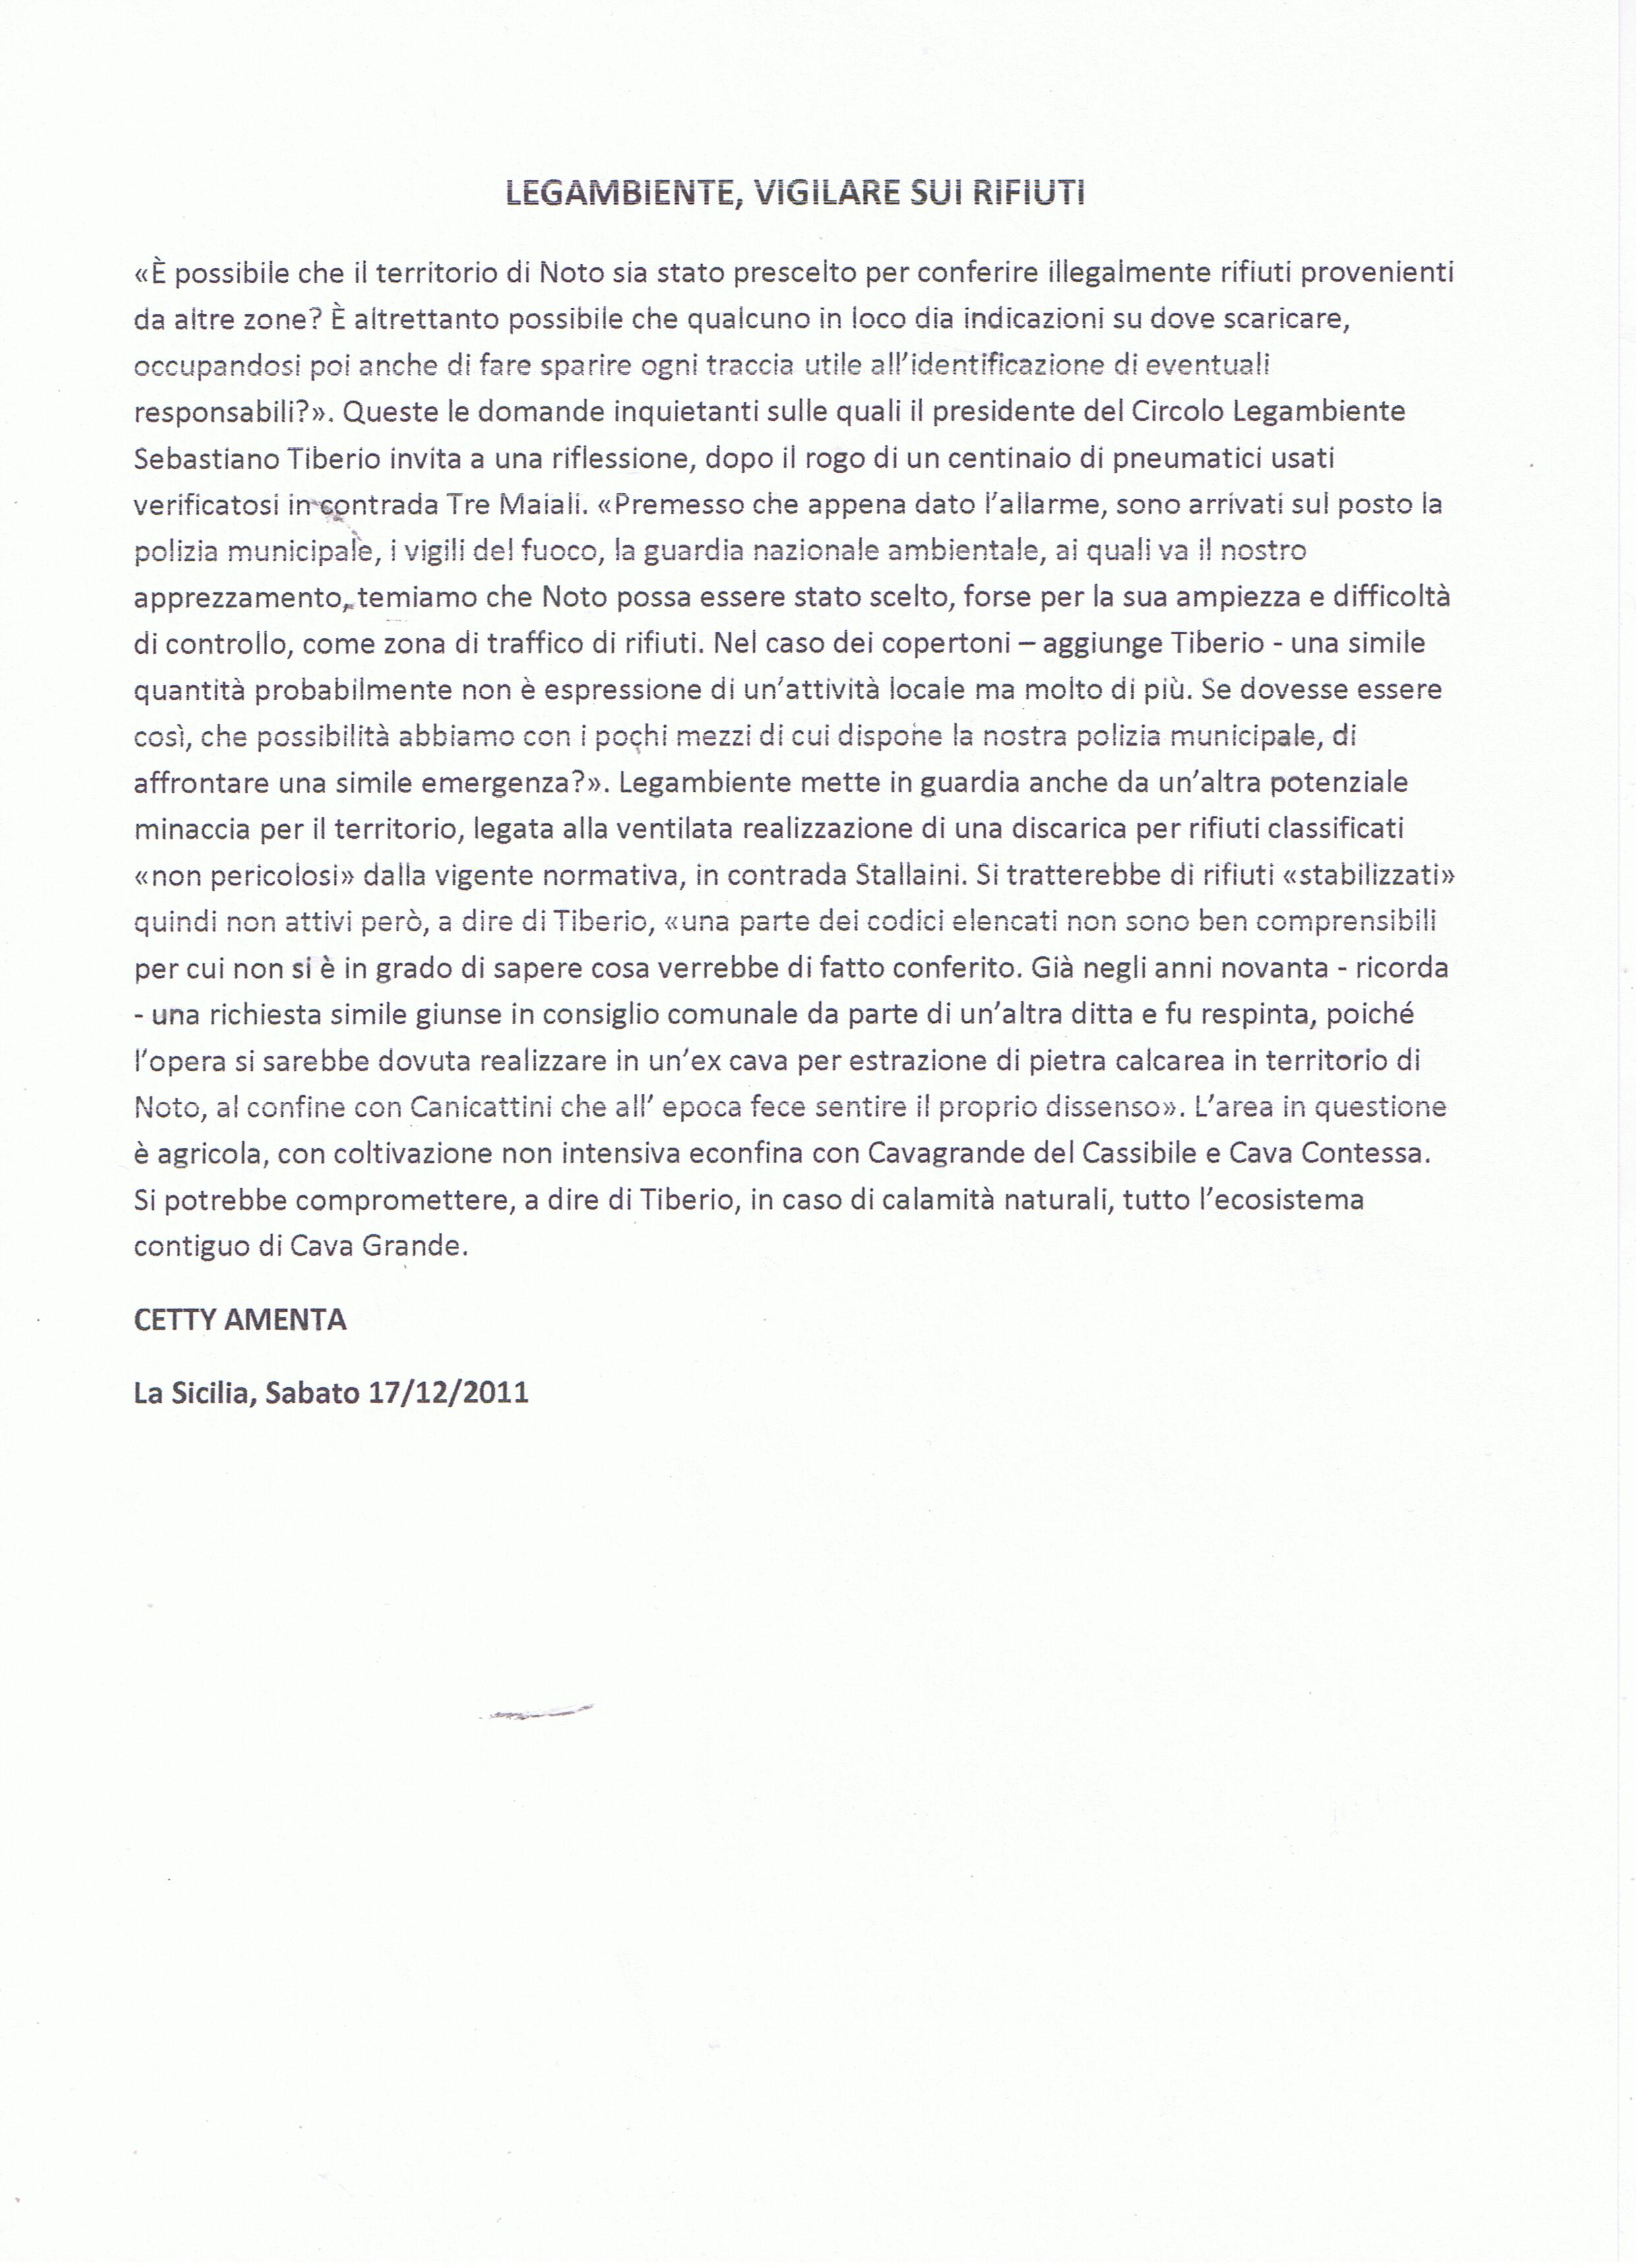 LEGAMBIENTE, VIGILARE SUI RIFIUTI
«È possibile che il territorio di Noto sia stato prescelto per conferire illegalmente rifiuti provenienti
da altre zone? È altrettanto possibile che qualcuno in loco dia indicazioni su dove scaricare,
occupandosi poi anche di fare sparire ogni traccia utile all'identificazione di eventuali
responsabili?». Queste le domande inquietanti sulle quali il presidente del Circolo Legambiente
Sebastiano Tiberio invita a una riflessione, dopo il rogo di un centinaio di pneumatici usati
verificatosi in contrada Tre Maiali. «Premesso che appena dato l'allarme, sono arrivati sul posto la
polizia municipale, i vigili del fuoco, la guardia nazionale ambientale, ai quali va il nostro
apprezzamento, temiamo che Noto possa essere stato scelto, forse per la sua ampiezza e difficoltà
di controllo, come zona di traffico di rifiuti. Nel caso dei copertoni – aggiunge Tiberio - una simile
quantità probabilmente non è espressione di un'attività locale ma molto di più. Se dovesse essere
così, che possibilità abbiamo con i pochi mezzi di cui dispone la nostra polizia municipale, di
affrontare una simile emergenza?». Legambiente mette in guardia anche da un'altra potenziale
minaccia per il territorio, legata alla ventilata realizzazione di una discarica per rifiuti classificati
«non pericolosi» dalla vigente normativa, in contrada Stallaini. Si tratterebbe di rifiuti «stabilizzati»
quindi non attivi però, a dire di Tiberio, «una parte dei codici elencati non sono ben comprensibili
per cui non si è in grado di sapere cosa verrebbe di fatto conferito. Già negli anni novanta - ricorda
- una richiesta simile giunse in consiglio comunale da parte di un'altra ditta e fu respinta, poiché
l'opera si sarebbe dovuta realizzare in un'ex cava per estrazione di pietra calcarea in territorio di
Noto, al confine con Canicattini che all' epoca fece sentire il proprio dissenso». L'area in questione
è agricola, con coltivazione non intensiva econfina con Cavagrande del Cassibile e Cava Contessa.
Si potrebbe compromettere, a dire di Tiberio, in caso di calamità naturali, tutto l'ecosistema
contiguo di Cava Grande.
CETTY AMENTA
La Sicilia, Sabato 17/12/2011